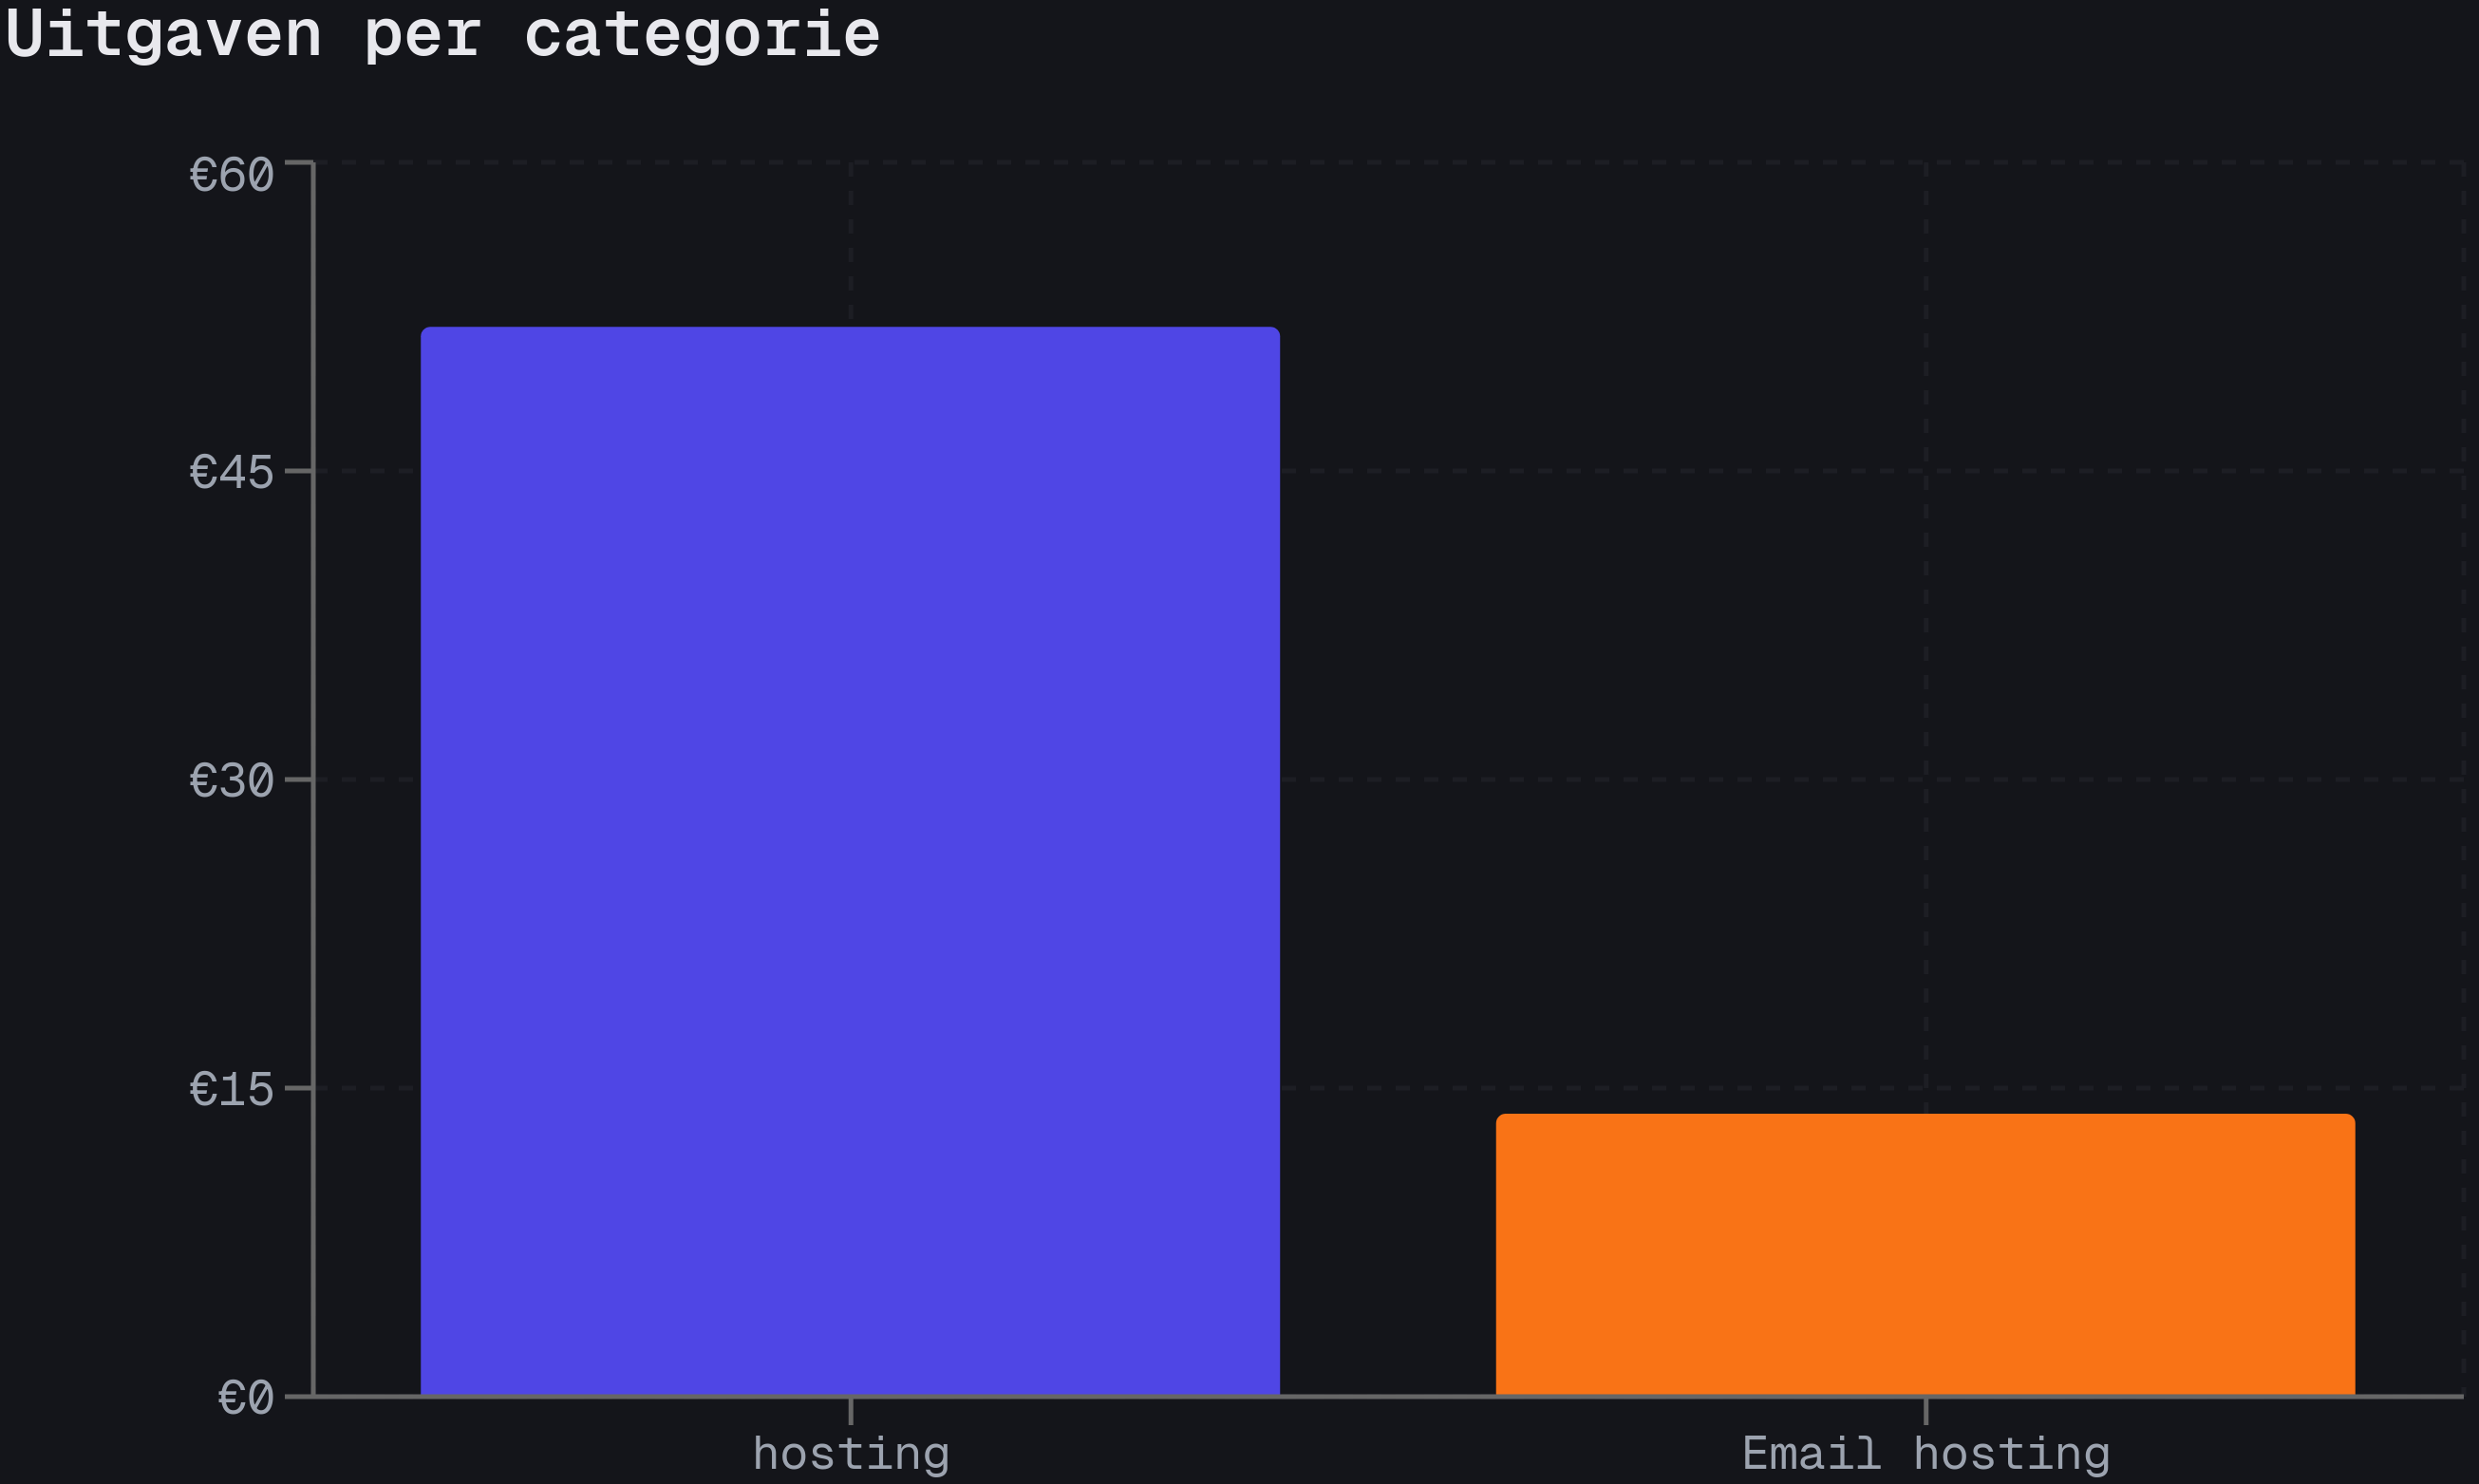 Uitgaven per categorie
€60
€45
€30
€15
€0
hosting
Email hosting